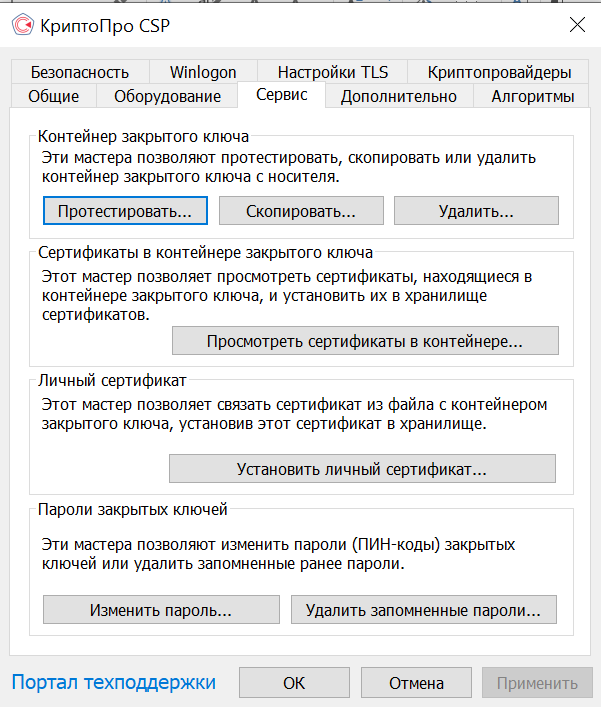 КриптоПро CSP
Безопасность Winlogon Настройки TLS Криптопровайдеры
Общие Оборудование Сервис Дополнительно Алгоритмы
Контейнер закрытого ключа
Эти мастера позволяют протестировать, скопировать или удалить
контейнер закрытого ключа с носителя.
Протестировать... Скопировать... Удалить...
Сертификаты в контейнере закрытого ключа
Этот мастер позволяет просмотреть сертификаты, находящиеся в
контейнере закрытого ключа, и установить их в хранилище
сертификатов.
Просмотреть сертификаты в контейнере...
Личный сертификат
Этот мастер позволяет связать сертификат из файла с контейнером
закрытого ключа, установив этот сертификат в хранилище.
Установить личный сертификат...
Пароли закрытых ключей
Эти мастера позволяют изменить пароли (ПИН-коды) закрытых
ключей или удалить запомненные ранее пароли.
Изменить пароль... Удалить запомненные пароли...
Портал техподдержки ОК Отмена Применить